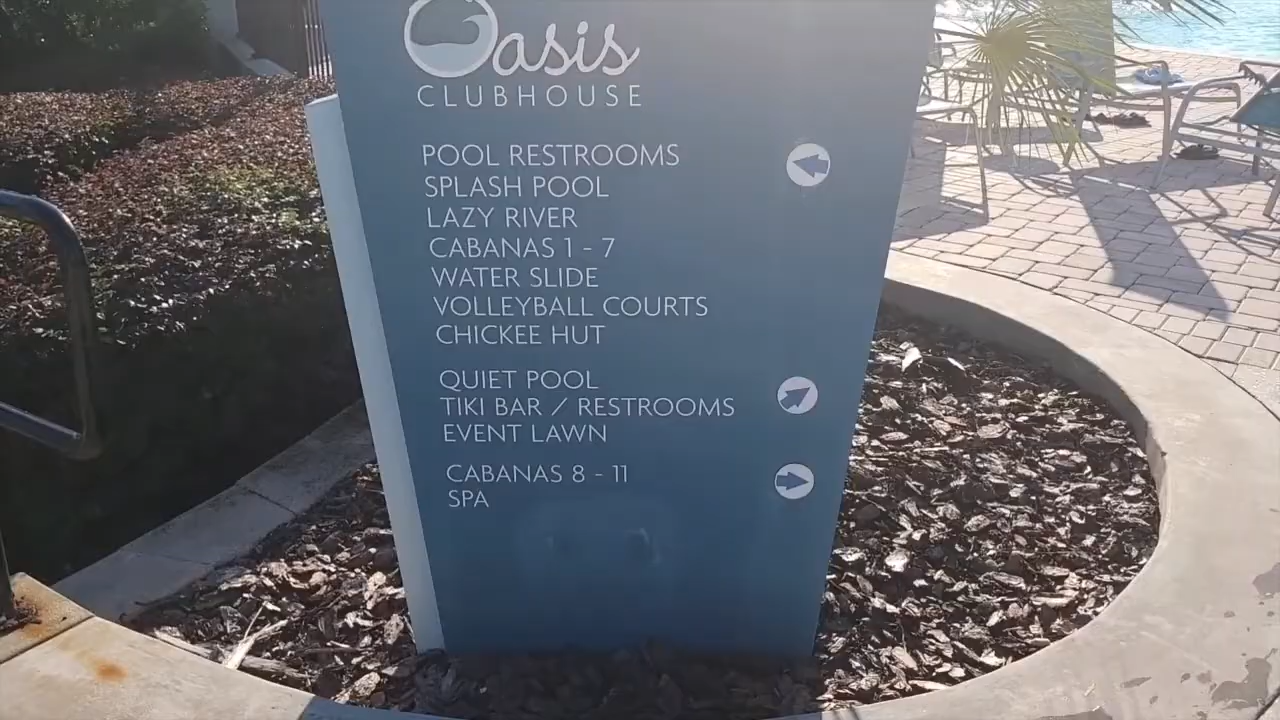 Oasis
CLUBHOUSE
POOL RESTROOMS
SPLASH POOL
LAZY RIVER
CABANAS 1 - 7
WATER SLIDE
VOLLEYBALL COURTS
CHICKEE HUT
QUIET POOL
TIKI BAR / RESTROOMS
EVENT LAWN
CABANAS 8 - 11
SPA